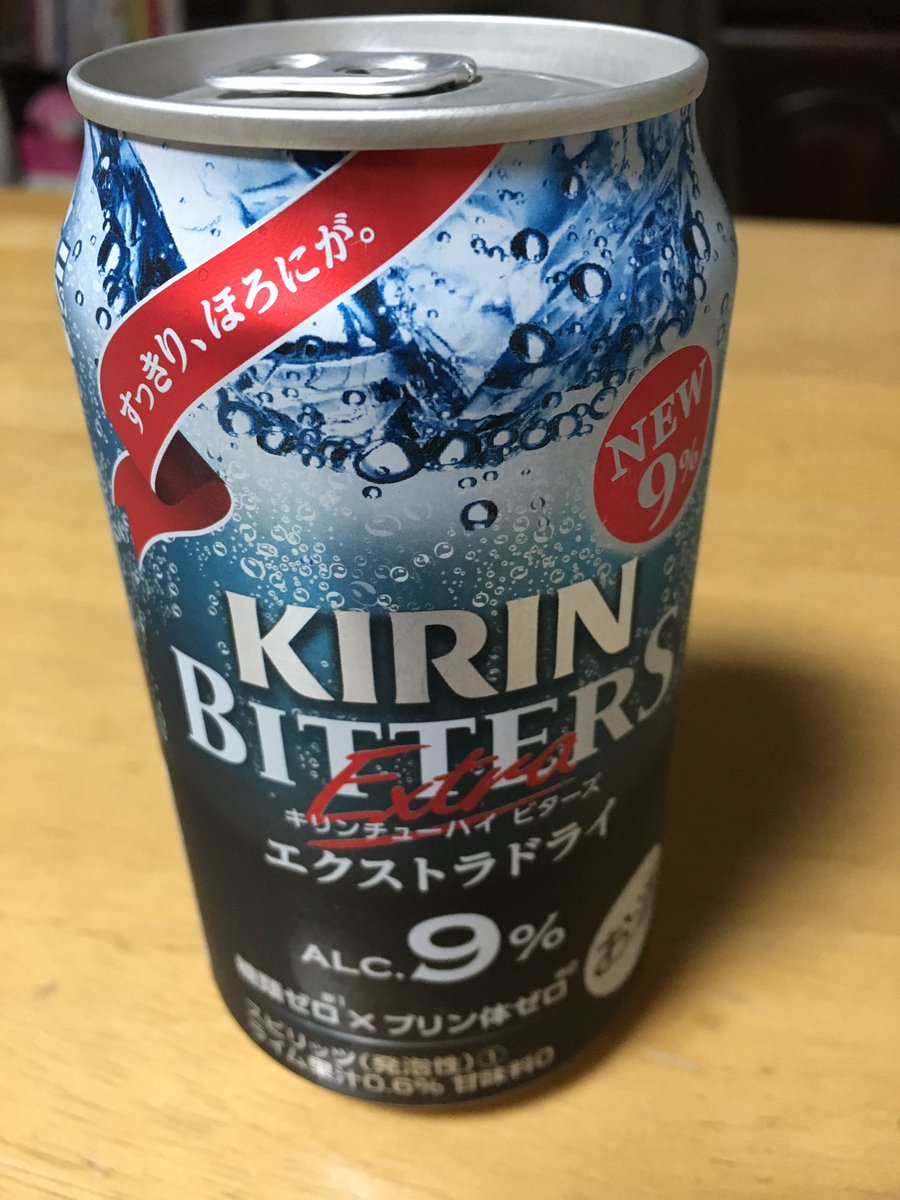 すっきり、ほろにが。
NEW
9%
KIRIN
BITTERS
Extra
キリンチューハイ ビターズ
エクストラドライ
ALC.9%
糖類ゼロ×プリン体ゼロ
スピリッツ(発泡性)①
ライム果汁0.6% 甘味料0